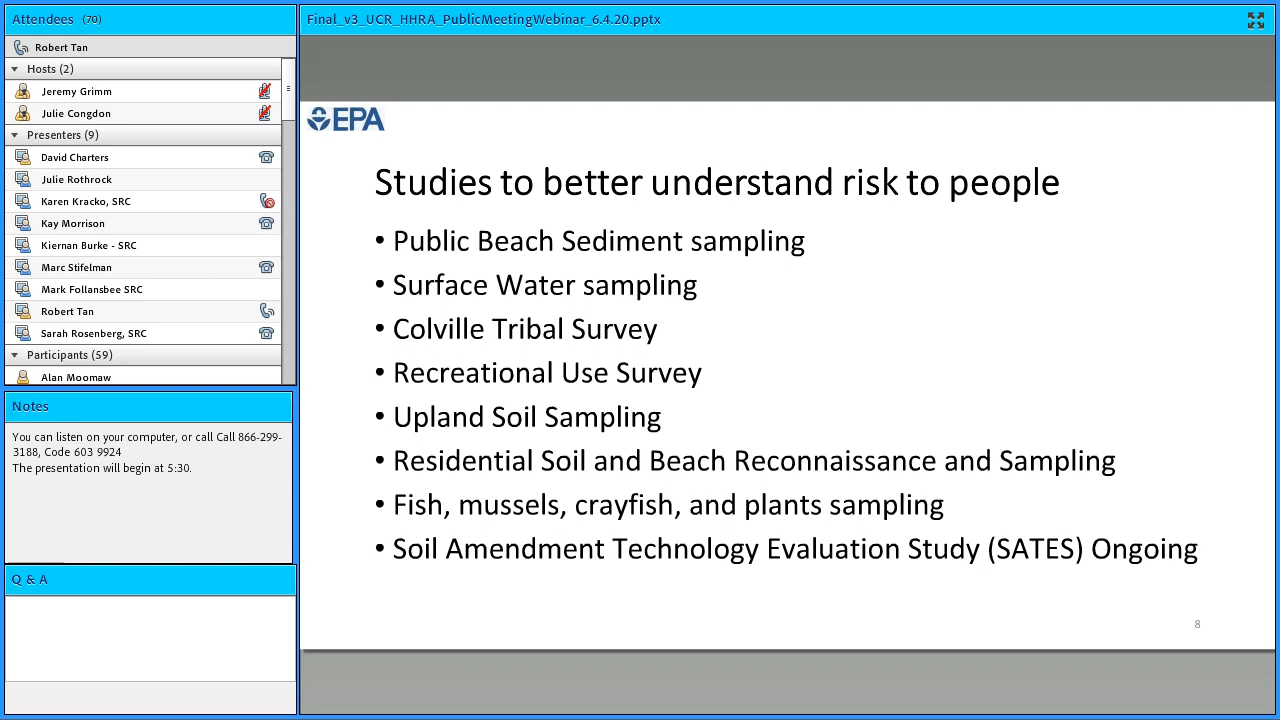 Attendees (70)
Robert Tan
Hosts (2)
Jeremy Grimm
Julie Congdon
Presenters (9)
David Charters
Julie Rothrock
Karen Kracko, SRC
Kay Morrison
Kiernan Burke - SRC
Marc Stifelman
Mark Follansbee SRC
Robert Tan
Sarah Rosenberg, SRC
Participants (59)
Alan Moomaw
Notes
You can listen on your computer, or call Call 866-299-
3188, Code 603 9924
The presentation will begin at 5:30.
Q & A
Final_v3_UCR_HHRA_PublicMeetingWebinar_6.4.20.pptx
EPA
Studies to better understand risk to people
• Public Beach Sediment sampling
• Surface Water sampling
• Colville Tribal Survey
• Recreational Use Survey
• Upland Soil Sampling
• Residential Soil and Beach Reconnaissance and Sampling
• Fish, mussels, crayfish, and plants sampling
• Soil Amendment Technology Evaluation Study (SATES) Ongoing
8